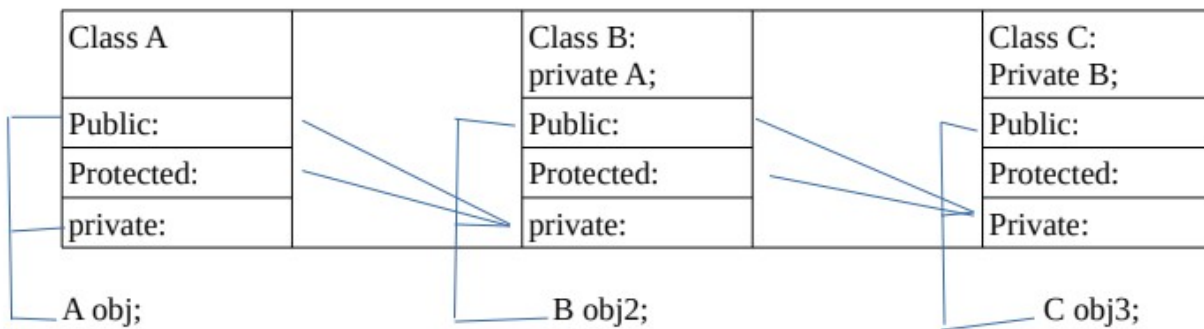 Class A
Class B:
private A;
Class C:
Private B;
Public:
Public:
Public:
Protected:
Protected:
Protected:
private:
private:
Private:
A obj;
B obj2;
C obj3;